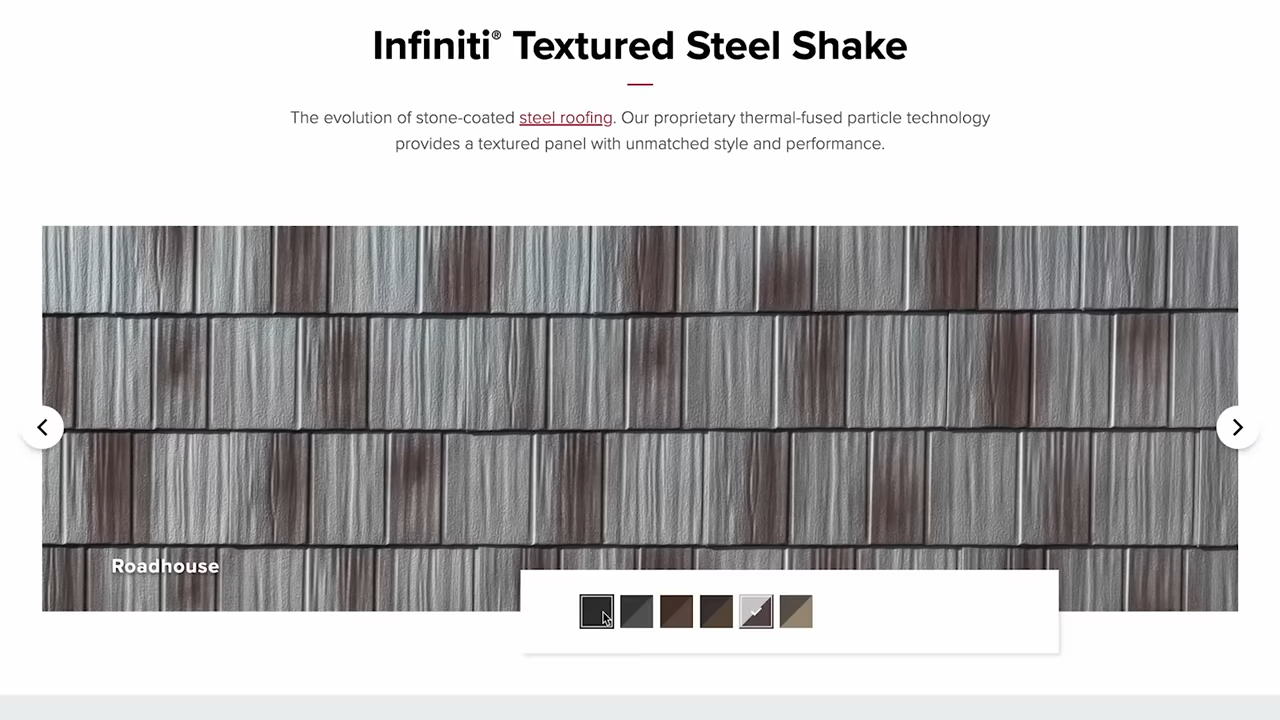 Infiniti® Textured Steel Shake
The evolution of stone-coated steel roofing. Our proprietary thermal-fused particle technology
provides a textured panel with unmatched style and performance.
Roadhouse